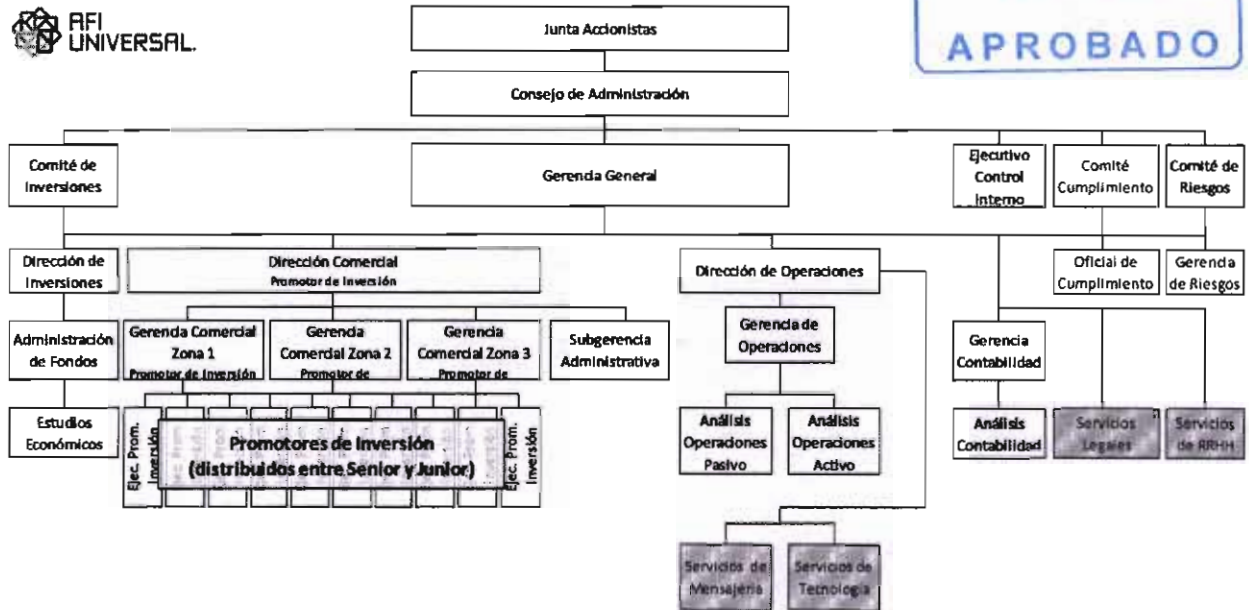 AFI
UNIVERSAL.
APROBADO
Junta Accionistas
Consejo de Administración
Comité de
Inversiones
Gerencia General
Ejecutivo
Control
Interno
Comité
Cumplimiento
Comité de
Riesgos
Dirección de
Inversiones
Dirección Comercial
Promotor de Inversión
Dirección de Operaciones
Oficial de
Cumplimiento
Gerencia
de Riesgos
Administración
de Fondos
Gerencia Comercial
Zona 1
Promotor de Inversión
Gerencia
Comercial Zona 2
Promotor de
Gerencia
Comercial Zona 3
Promotor de
Subgerencia
Administrativa
Gerencia de
Operaciones
Gerencia
Contabilidad
Estudios
Económicos
Ejec. Prom.
Inversión
Promotores de Inversión
(distribuidos entre Senior y Junior)
Ejec. Prom.
Inversión
Análisis
Operaciones
Pasivo
Análisis
Operaciones
Activo
Análisis
Contabilidad
Servicios
Legales
Servicios
de RRHH
Servicios de
Mensajería
Servicios de
Tecnología